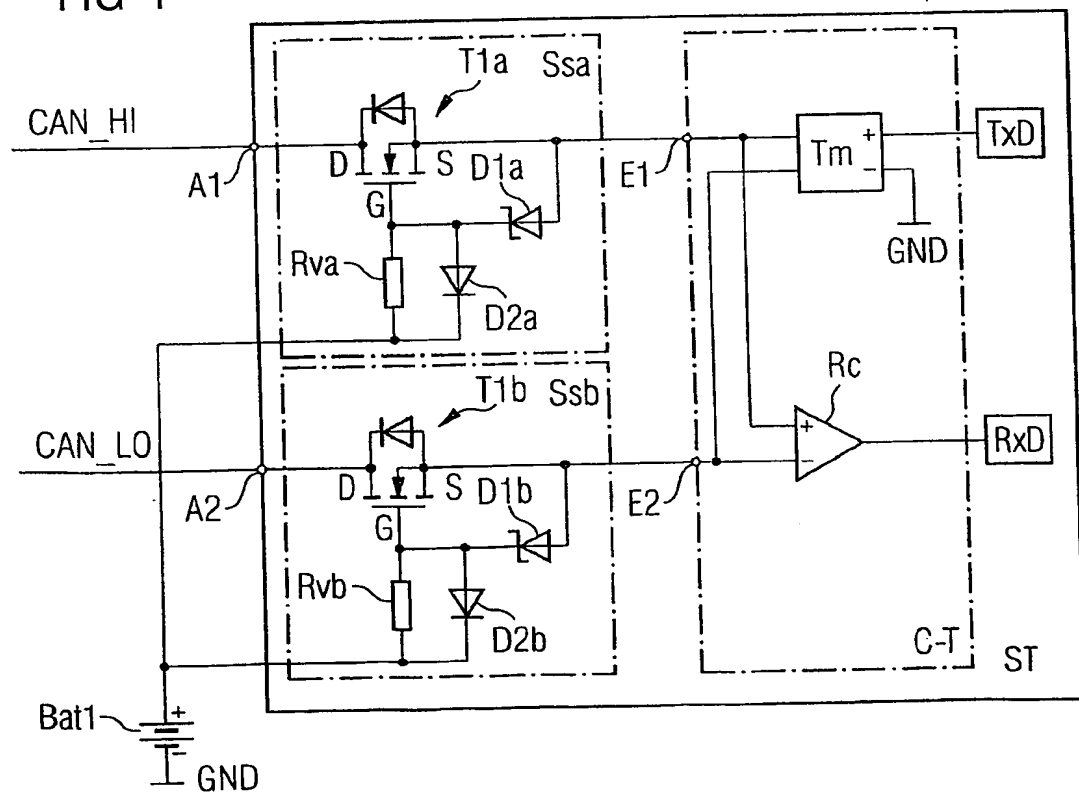 T1a
Ssa
CAN_HI
A1
D
S
G
D1a
E1
Tm
+
-
TxD
GND
Rva
D2a
T1b
Ssb
CAN_LO
A2
D
S
G
D1b
E2
Rc
+
-
RxD
Rvb
D2b
C-T
ST
Bat1
+
-
GND